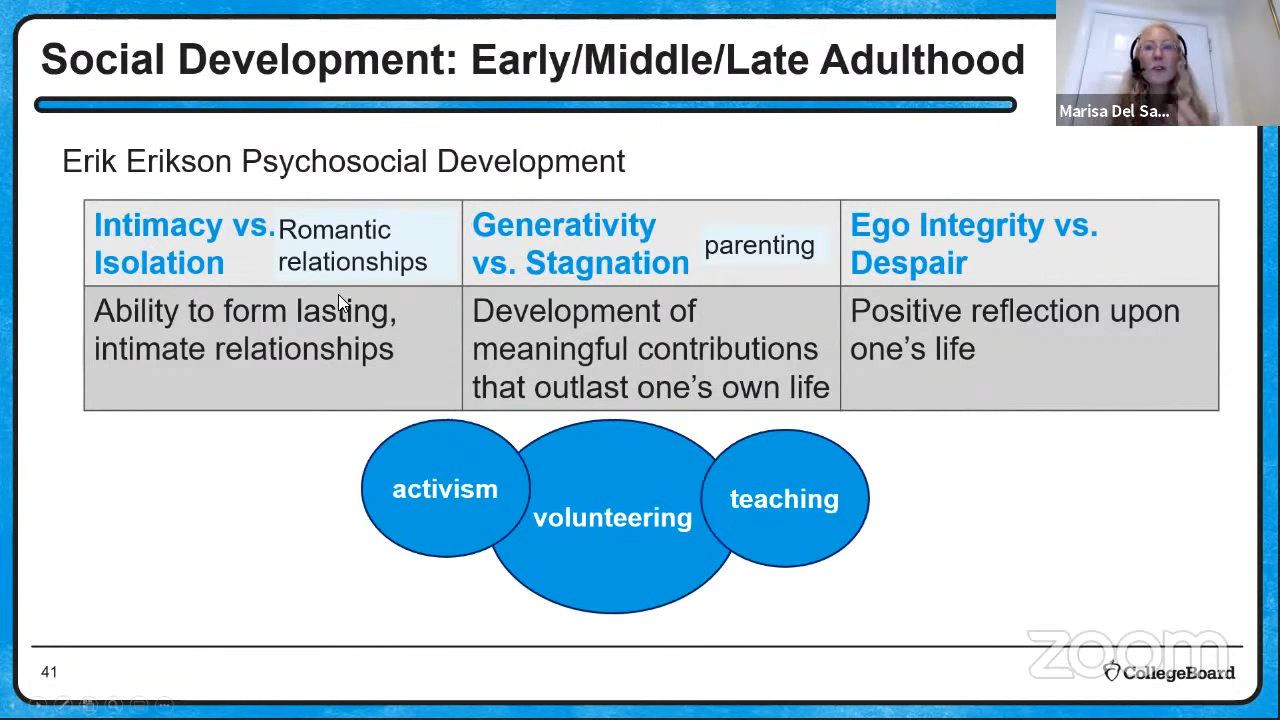 Social Development: Early/Middle/Late Adulthood
Marisa Del Sa...
Erik Erikson Psychosocial Development
Intimacy vs.
Isolation
Romantic
relationships
Generativity
vs. Stagnation
parenting
Ego Integrity vs.
Despair
Ability to form lasting,
intimate relationships
Development of
meaningful contributions
that outlast one’s own life
Positive reflection upon
one’s life
activism
volunteering
teaching
zoom
41
CollegeBoard